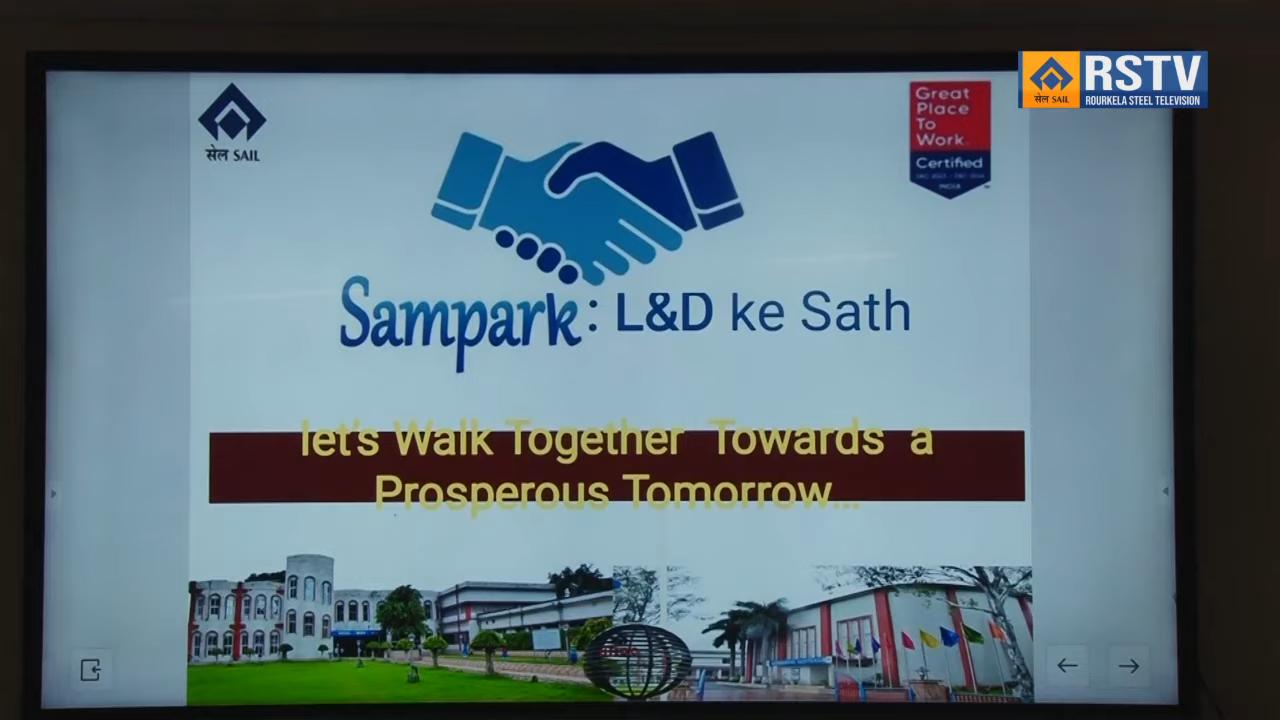 RSTV
सेल SAIL
ROURKELA STEEL TELEVISION
सेल SAIL
Great
Place
To
Work
Certified
INDIA
Sampark: L&D ke Sath
let's Walk Together Towards a
Prosperous Tomorrow...